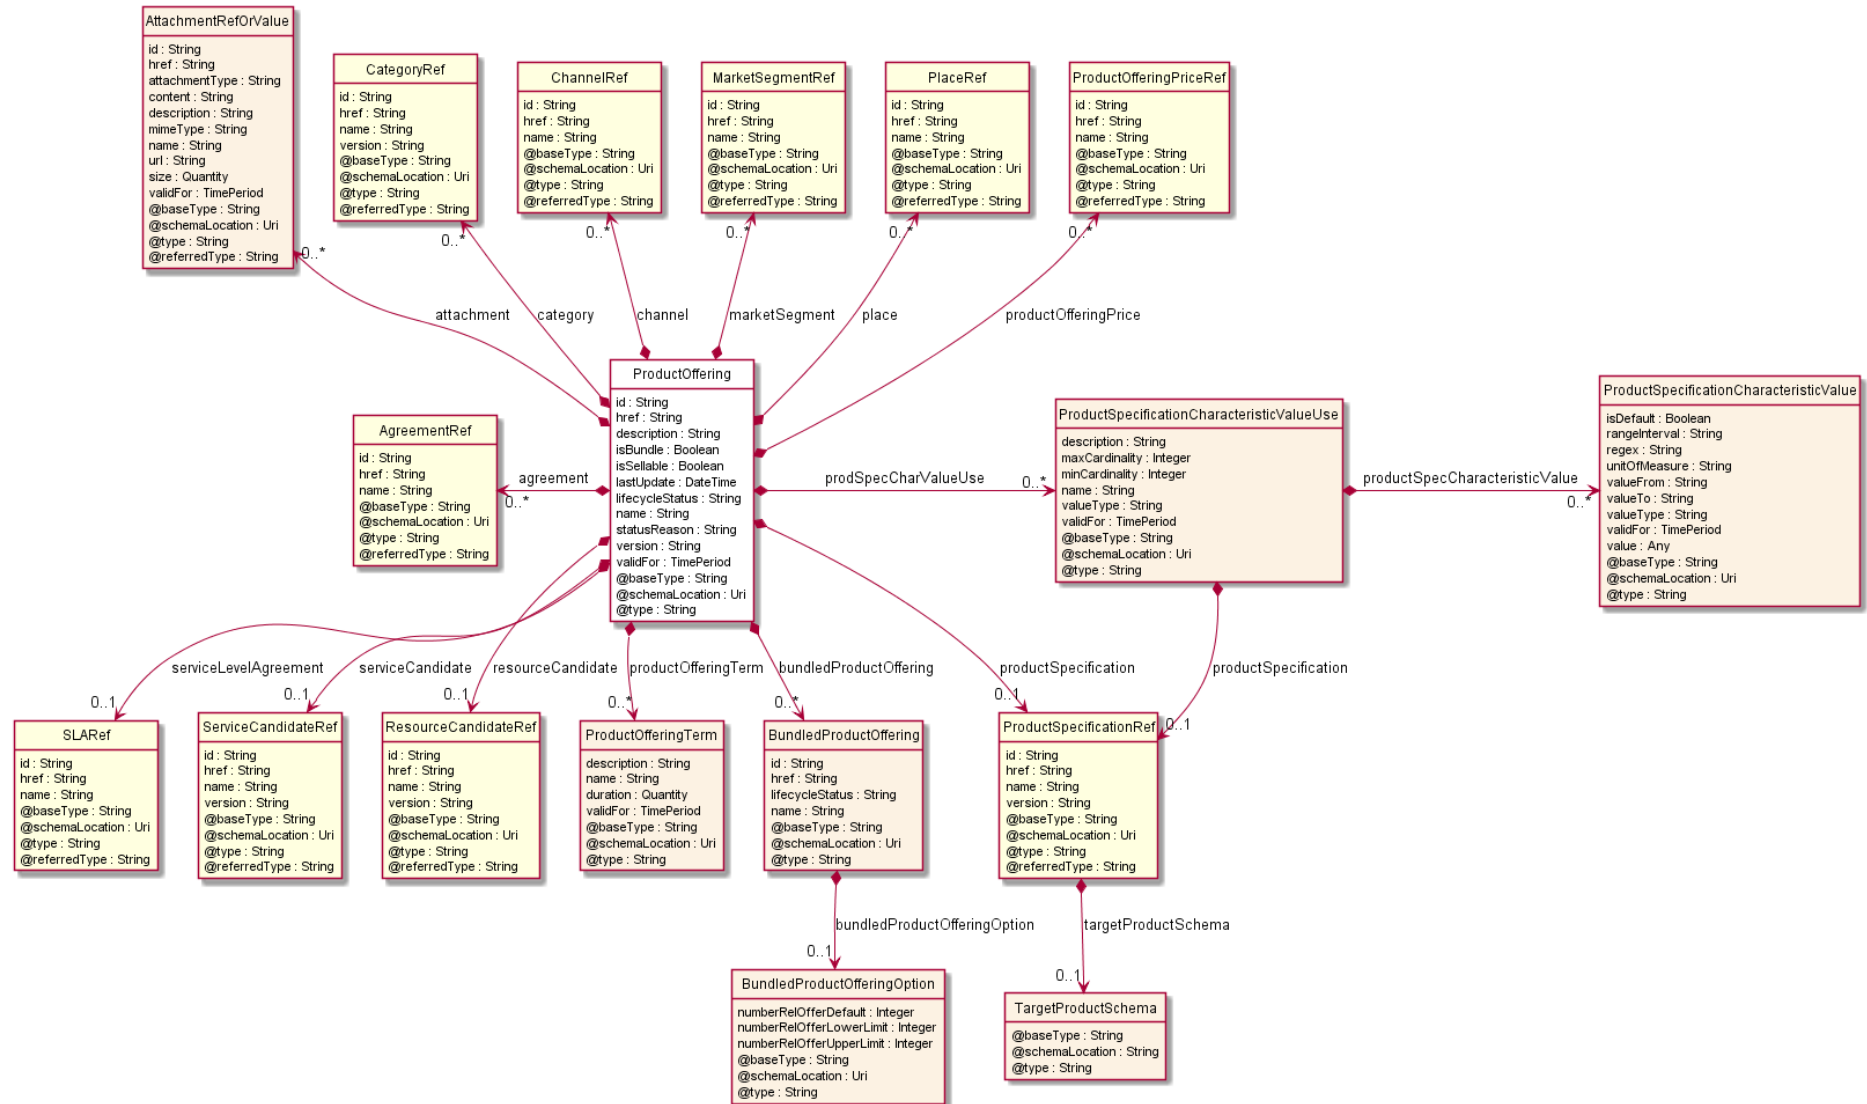 AttachmentRefOrValue
id : String
href : String
attachmentType : String
content : String
description : String
mimeType : String
name : String
url : String
size : Quantity
validFor : TimePeriod
@baseType : String
@schemaLocation : Uri
@type : String
@referredType : String
CategoryRef
id : String
href : String
name : String
version : String
@baseType : String
@schemaLocation : Uri
@type : String
@referredType : String
ChannelRef
id : String
href : String
name : String
@baseType : String
@schemaLocation : Uri
@type : String
@referredType : String
MarketSegmentRef
id : String
href : String
name : String
@baseType : String
@schemaLocation : Uri
@type : String
@referredType : String
PlaceRef
id : String
href : String
name : String
@baseType : String
@schemaLocation : Uri
@type : String
@referredType : String
ProductOfferingPriceRef
id : String
href : String
name : String
@baseType : String
@schemaLocation : Uri
@type : String
@referredType : String
0..*
0..*
0..*
0..*
0..*
0..*
attachment
category
channel
marketSegment
place
productOfferingPrice
AgreementRef
id : String
href : String
name : String
@baseType : String
@schemaLocation : Uri
@type : String
@referredType : String
agreement
0..*
ProductOffering
id : String
href : String
description : String
isBundle : Boolean
isSellable : Boolean
lastUpdate : DateTime
lifecycleStatus : String
name : String
statusReason : String
version : String
validFor : TimePeriod
@baseType : String
@schemaLocation : Uri
@type : String
prodSpecCharValueUse
0..*
ProductSpecificationCharacteristicValueUse
description : String
maxCardinality : Integer
minCardinality : Integer
name : String
valueType : String
validFor : TimePeriod
@baseType : String
@schemaLocation : Uri
@type : String
productSpecCharacteristicValue
0..*
ProductSpecificationCharacteristicValue
isDefault : Boolean
rangeInterval : String
regex : String
unitOfMeasure : String
valueFrom : String
valueTo : String
valueType : String
validFor : TimePeriod
value : Any
@baseType : String
@schemaLocation : Uri
@type : String
serviceLevelAgreement
serviceCandidate
resourceCandidate
productOfferingTerm
bundledProductOffering
productSpecification
productSpecification
0..1
0..1
0..1
0..*
0..*
0..1
0..1
SLARef
id : String
href : String
name : String
@baseType : String
@schemaLocation : Uri
@type : String
@referredType : String
ServiceCandidateRef
id : String
href : String
name : String
version : String
@baseType : String
@schemaLocation : Uri
@type : String
@referredType : String
ResourceCandidateRef
id : String
href : String
name : String
version : String
@baseType : String
@schemaLocation : Uri
@type : String
@referredType : String
ProductOfferingTerm
description : String
name : String
duration : Quantity
validFor : TimePeriod
@baseType : String
@schemaLocation : Uri
@type : String
BundledProductOffering
id : String
href : String
lifecycleStatus : String
name : String
@baseType : String
@schemaLocation : Uri
@type : String
ProductSpecificationRef
id : String
href : String
name : String
version : String
@baseType : String
@schemaLocation : Uri
@type : String
@referredType : String
bundledProductOfferingOption
0..1
targetProductSchema
0..1
BundledProductOfferingOption
numberRelOfferDefault : Integer
numberRelOfferLowerLimit : Integer
numberRelOfferUpperLimit : Integer
@baseType : String
@schemaLocation : Uri
@type : String
TargetProductSchema
@baseType : String
@schemaLocation : String
@type : String